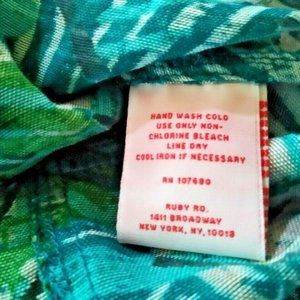 HAND WASH COLD
USE ONLY NON-
CHLORINE BLEACH
LINE DRY
COOL IRON IF NECESSARY
RN 107690
RUBY RD.
1411 BROADWAY
NEW YORK, NY, 10018